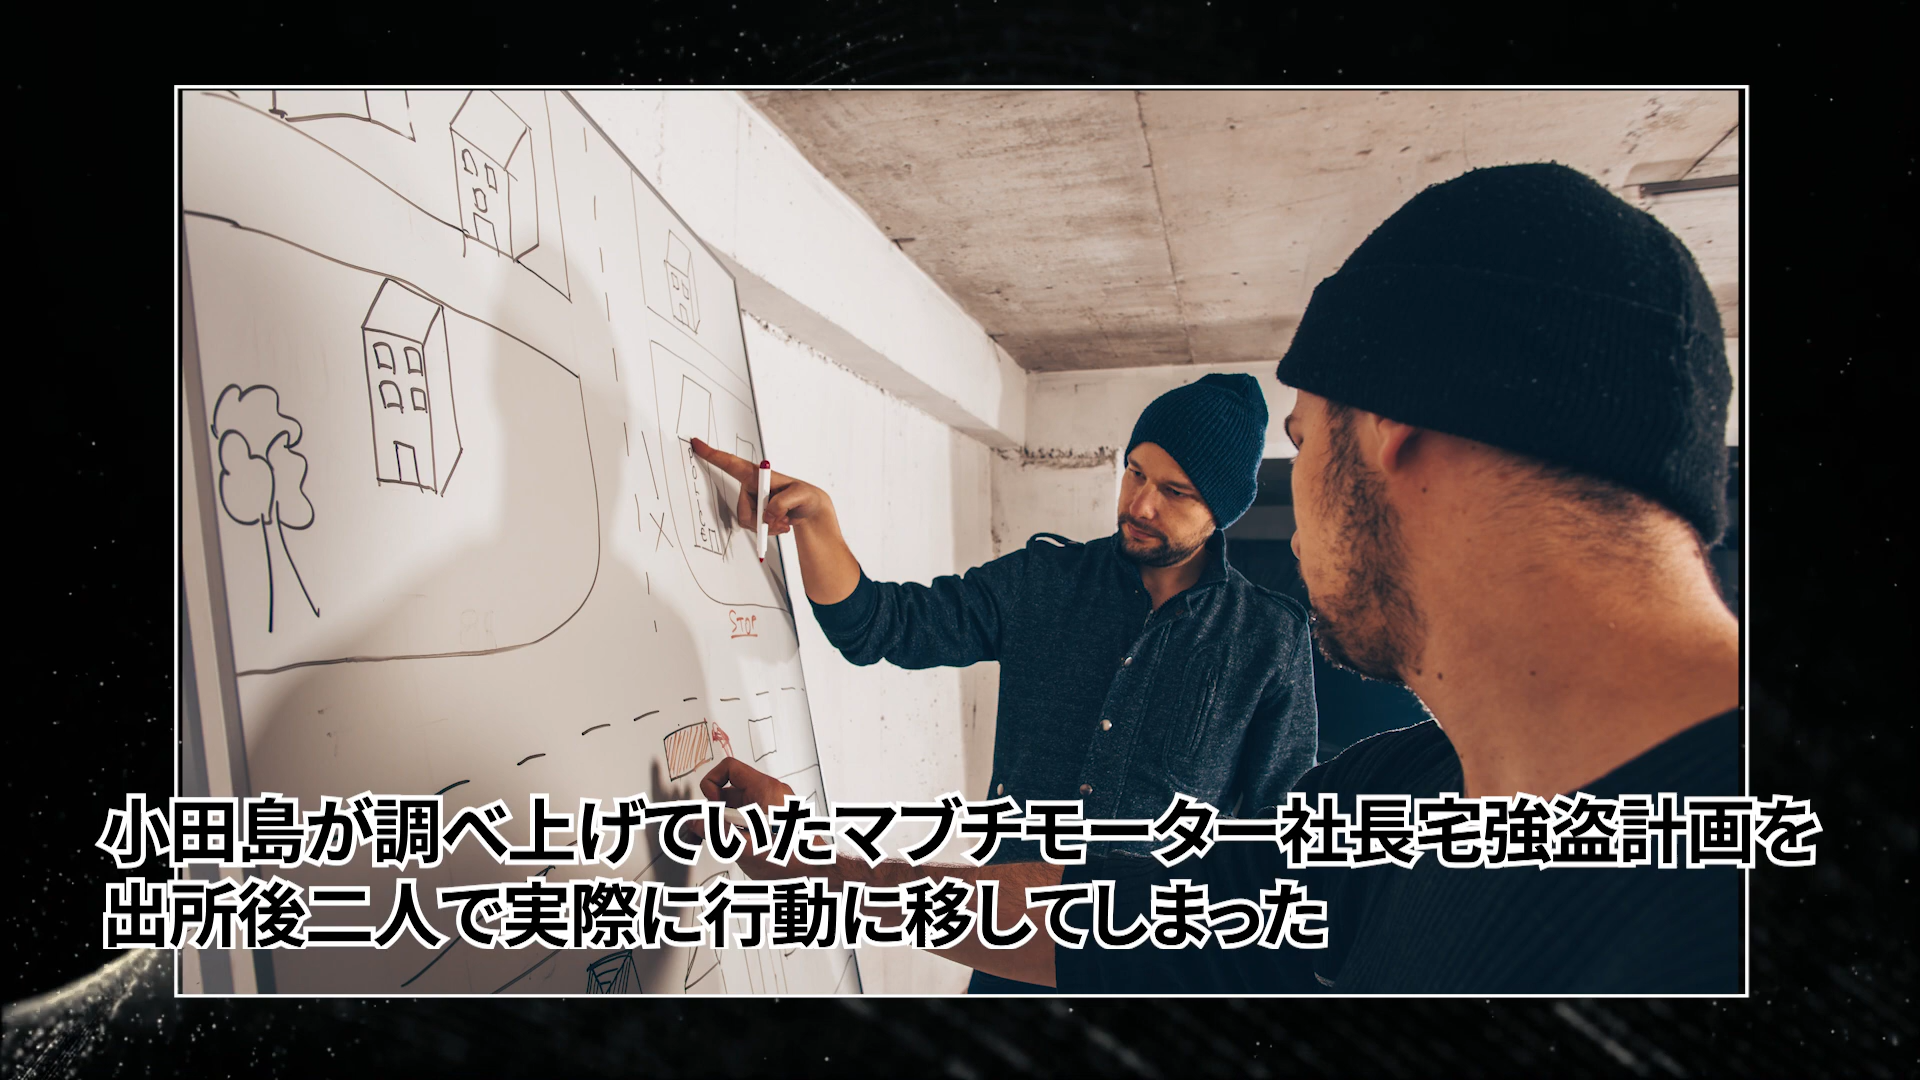 POLICE
STOP
小田島が調べ上げていたマブチモーター社長宅強盗計画を
出所後二人で実際に行動に移してしまった